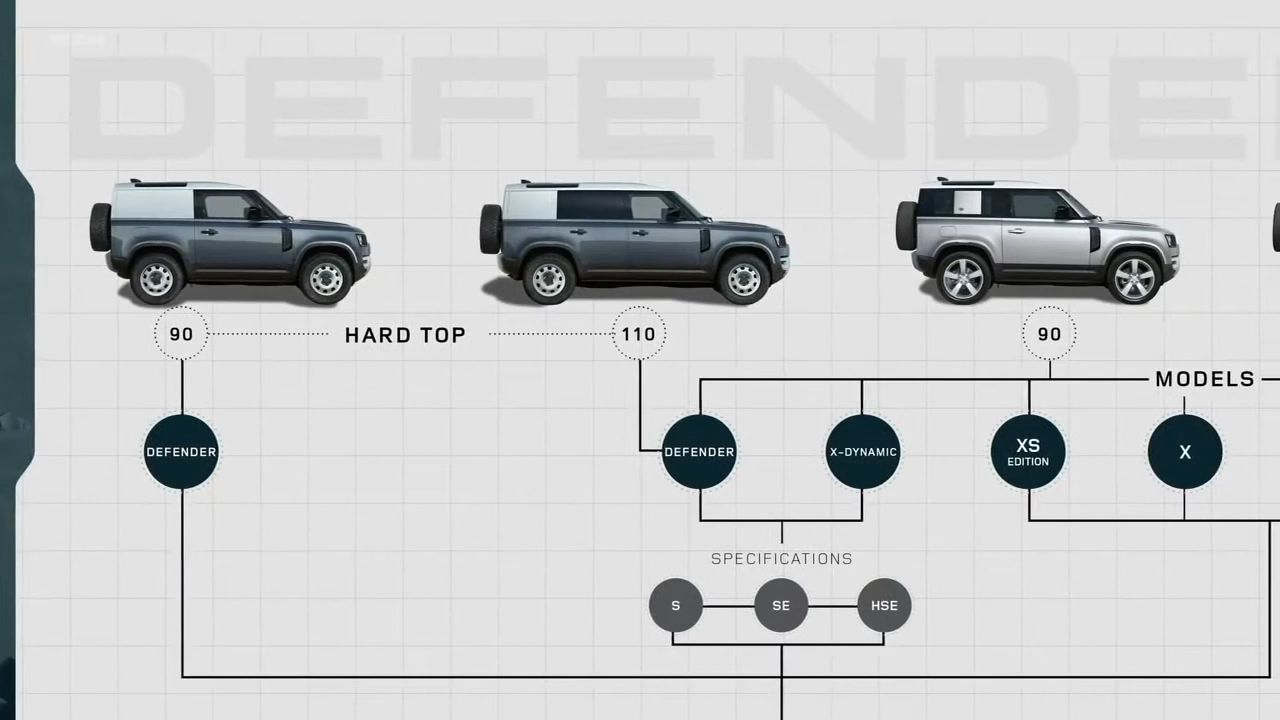 DEFENDE
90
HARD TOP
110
90
MODELS
DEFENDER
DEFENDER
X-DYNAMIC
XS
EDITION
X
SPECIFICATIONS
S
SE
HSE